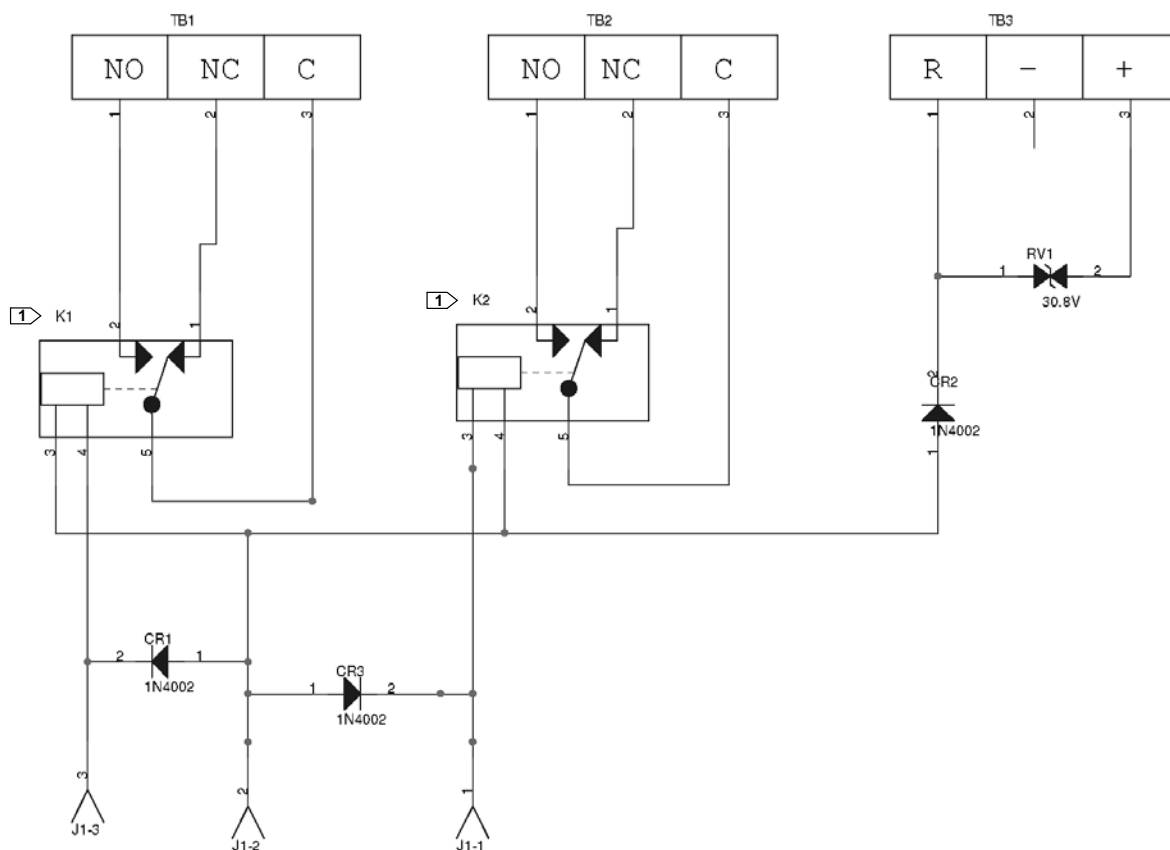 TB1 TB2 TB3
NO NC C NO NC C R - +
1 2 3 1 2 3 1 2 3
RV1
1 2
30.8V
1 K1 1 K2
2 1 2 1
2
CR2
1N4002
1
3 4 5 3 4 5
CR1
2 1
1N4002
CR3
1 2
1N4002
3 2 1
J1-3 J1-2 J1-1